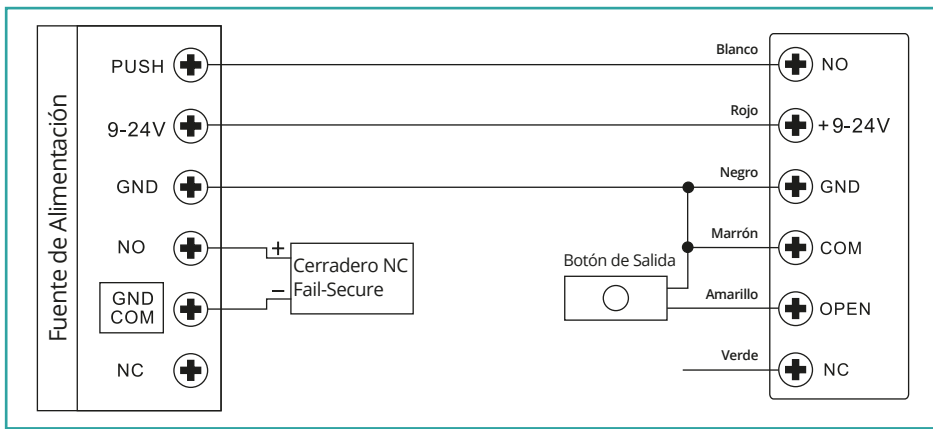 Fuente de Alimentación
PUSH
9-24V
GND
NO
GND
COM
NC
+
Cerradero NC
– Fail-Secure
Botón de Salida
Blanco
Rojo
Negro
Marrón
Amarillo
Verde
NO
+9-24V
GND
COM
OPEN
NC